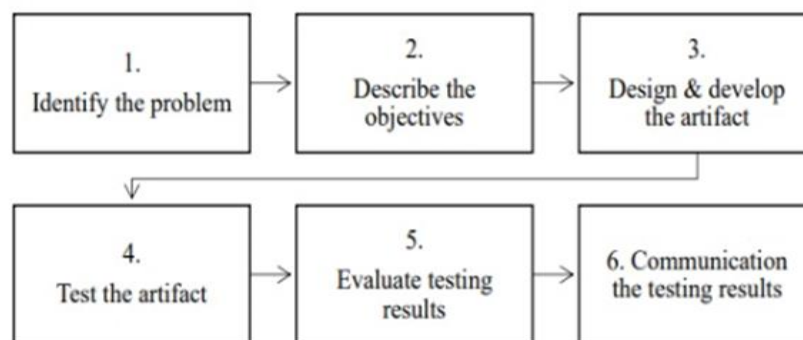 1.
Identify the problem
2.
Describe the
objectives
3.
Design & develop
the artifact
4.
Test the artifact
5.
Evaluate testing
results
6. Communication
the testing results